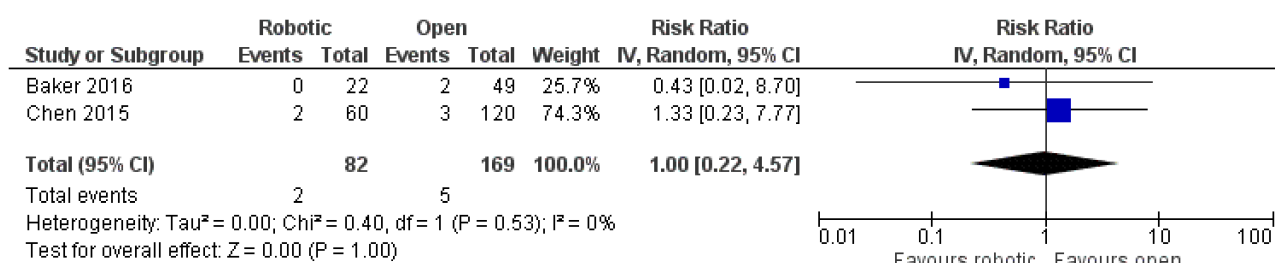 Robotic Open Risk Ratio Risk Ratio
Study or Subgroup Events Total Events Total Weight IV, Random, 95% CI IV, Random, 95% CI
Baker 2016 0 22 2 49 25.7% 0.43 [0.02, 8.70]
Chen 2015 2 60 3 120 74.3% 1.33 [0.23, 7.77]
Total (95% CI) 82 169 100.0% 1.00 [0.22, 4.57]
Total events 2 5
Heterogeneity: Tau² = 0.00; Chi² = 0.40, df = 1 (P = 0.53); I² = 0%
Test for overall effect: Z = 0.00 (P = 1.00)
0.01 0.1 1 10 100
Favours robotic Favours open